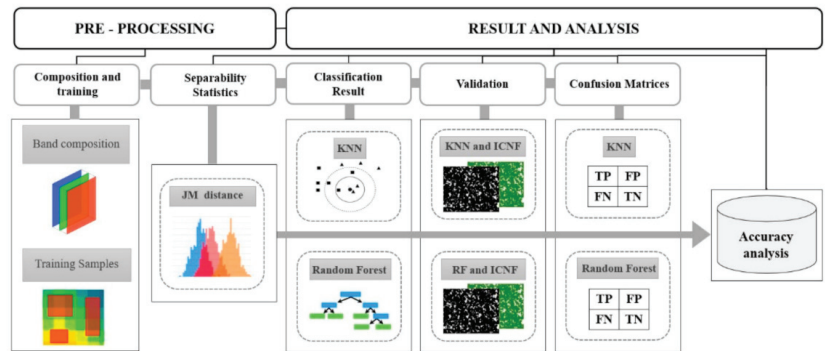 PRE - PROCESSING
RESULT AND ANALYSIS
Composition and
training
Separability
Statistics
Classification
Result
Validation
Confusion Matrices
Band composition
Training Samples
JM distance
KNN
Random Forest
KNN and ICNF
RF and ICNF
KNN
TP FP
FN TN
Random Forest
TP FP
FN TN
Accuracy
analysis